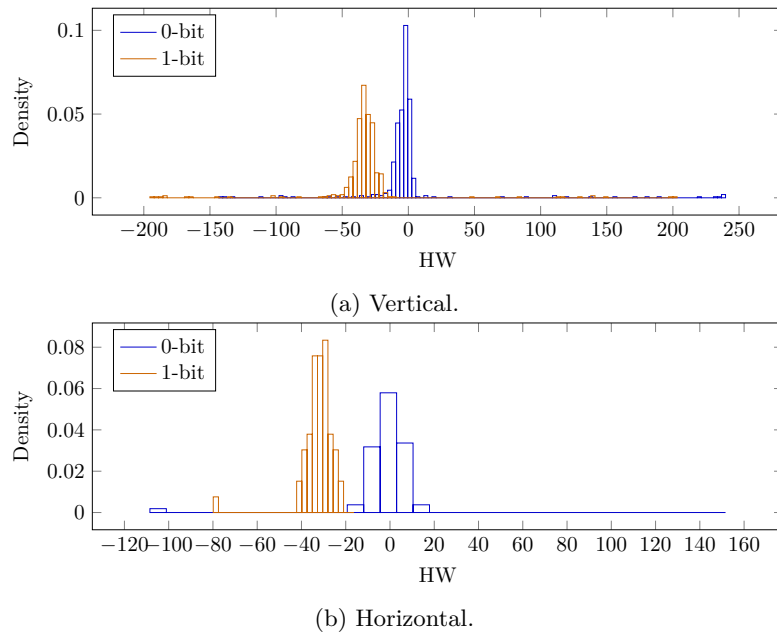 0-bit
1-bit
0.1
0.05
0
Density
−200 −150 −100 −50 0 50 100 150 200 250
HW
(a) Vertical.
0-bit
1-bit
0.08
0.06
0.04
0.02
0
Density
−120 −100 −80 −60 −40 −20 0 20 40 60 80 100 120 140 160
HW
(b) Horizontal.